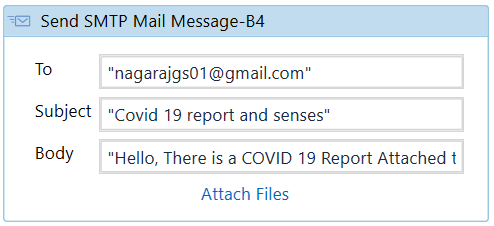 Send SMTP Mail Message-B4
To "nagarajgs01@gmail.com"
Subject "Covid 19 report and senses"
Body "Hello, There is a COVID 19 Report Attached t
Attach Files